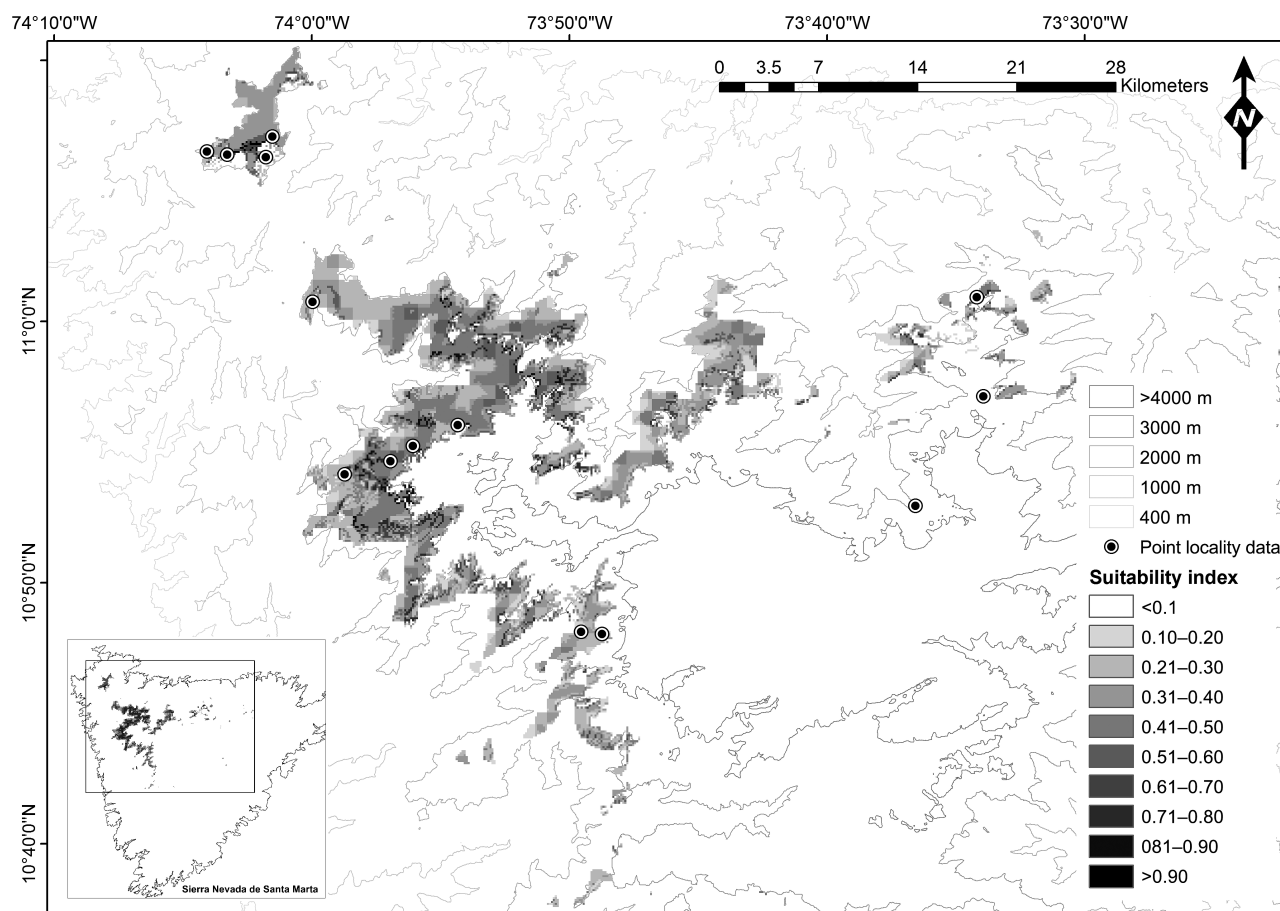 74°10'0"W 74°0'0"W 73°50'0"W 73°40'0"W 73°30'0"W
0 3.5 7 14 21 28
Kilometers
N
11°0'0"N
10°50'0"N
10°40'0"N
>4000 m
3000 m
2000 m
1000 m
400 m
Point locality data
Suitability index
<0.1
0.10–0.20
0.21–0.30
0.31–0.40
0.41–0.50
0.51–0.60
0.61–0.70
0.71–0.80
081–0.90
>0.90
Sierra Nevada de Santa Marta